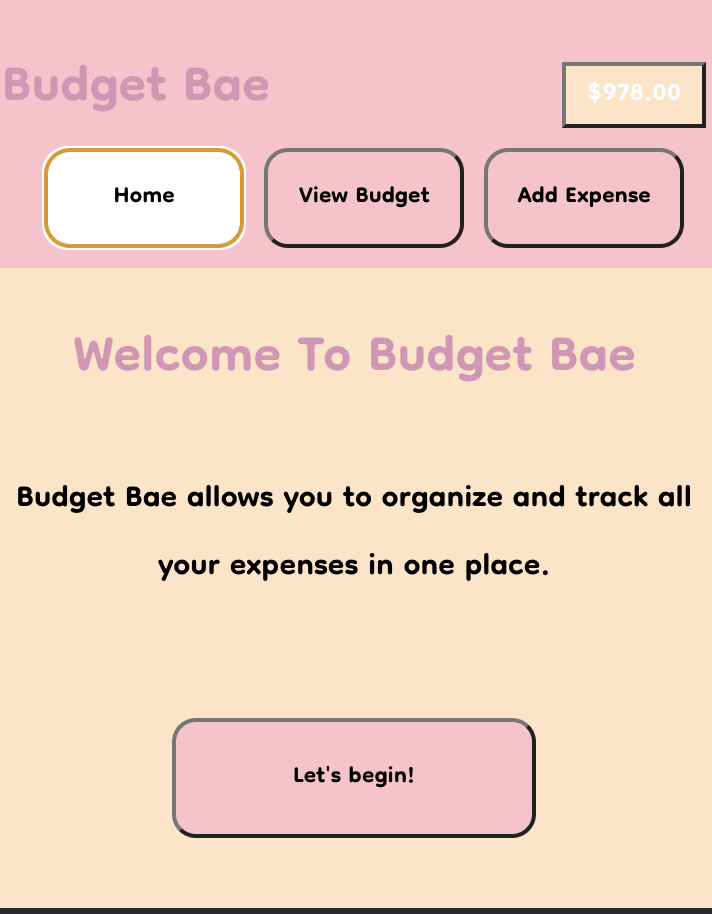 Budget Bae
$978.00
Home
View Budget
Add Expense
Welcome To Budget Bae
Budget Bae allows you to organize and track all
your expenses in one place.
Let's begin!